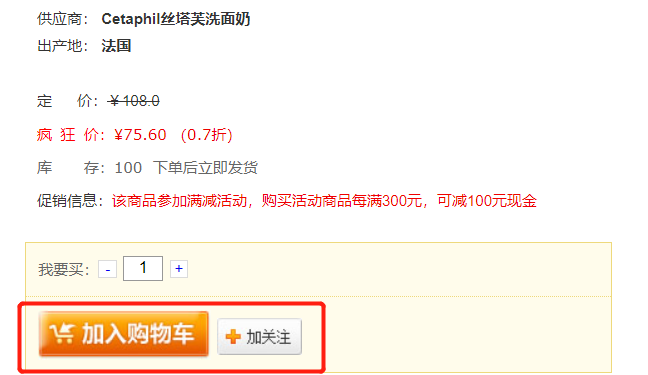 供应商： Cetaphil丝塔芙洗面奶
出产地： 法国
定 价：￥108.0
疯 狂 价：¥75.60 （0.7折）
库 存：100 下单后立即发货
促销信息：该商品参加满减活动，购买活动商品每满300元，可减100元现金
我要买： - 1 +
加入购物车 加关注